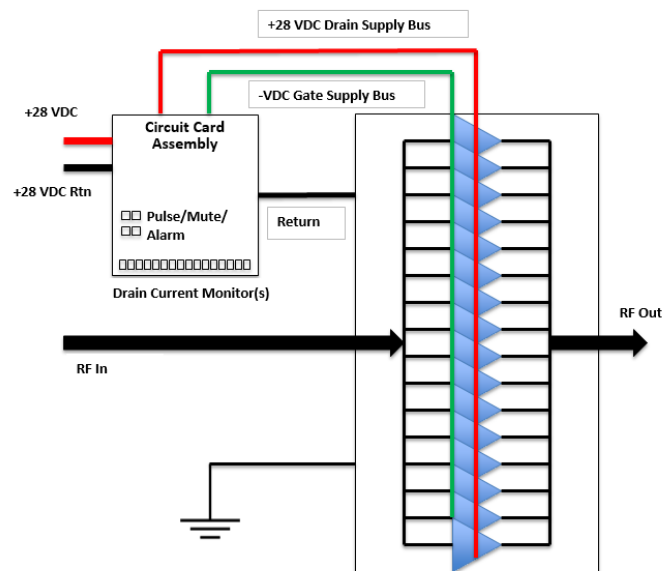 +28 VDC Drain Supply Bus
-VDC Gate Supply Bus
+28 VDC
Circuit Card
Assembly
+28 VDC Rtn
Pulse/Mute/
Alarm
Return
Drain Current Monitor(s)
RF Out
RF In